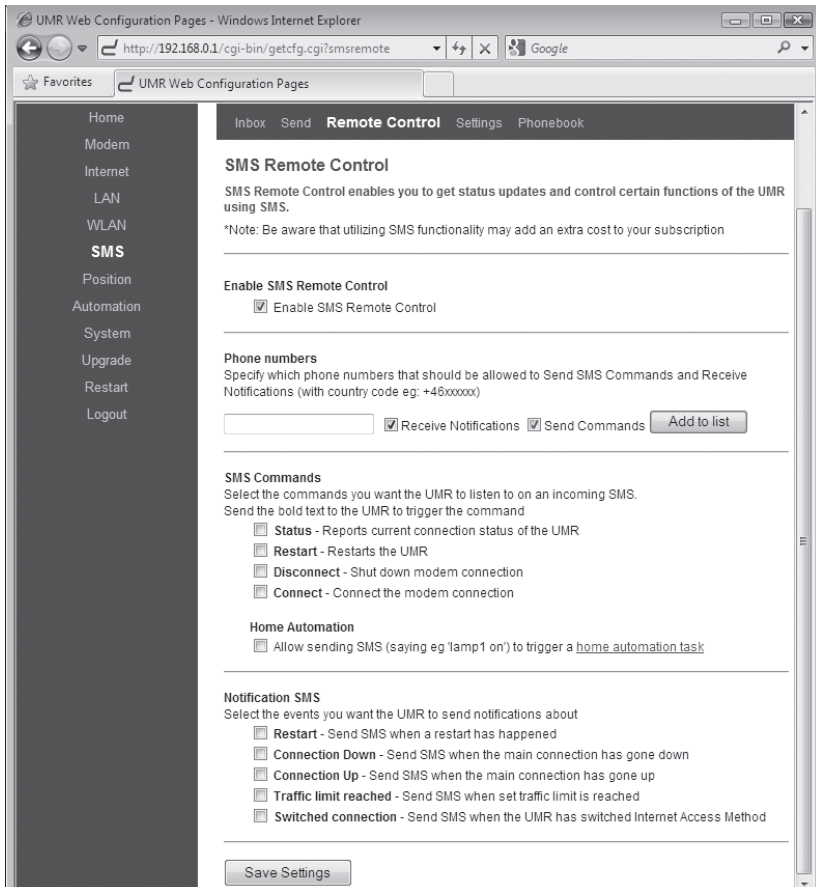 UMR Web Configuration Pages - Windows Internet Explorer
http://192.168.0.1/cgi-bin/getcfg.cgi?smsremote
Google
Favorites
UMR Web Configuration Pages
Home
Modem
Internet
LAN
WLAN
SMS
Position
Automation
System
Upgrade
Restart
Logout
Inbox Send Remote Control Settings Phonebook
SMS Remote Control
SMS Remote Control enables you to get status updates and control certain functions of the UMR
using SMS.
*Note: Be aware that utilizing SMS functionality may add an extra cost to your subscription
Enable SMS Remote Control
Enable SMS Remote Control
Phone numbers
Specify which phone numbers that should be allowed to Send SMS Commands and Receive
Notifications (with country code eg: +46xxxxxx)
Receive Notifications Send Commands Add to list
SMS Commands
Select the commands you want the UMR to listen to on an incoming SMS.
Send the bold text to the UMR to trigger the command
Status - Reports current connection status of the UMR
Restart - Restarts the UMR
Disconnect - Shut down modem connection
Connect - Connect the modem connection
Home Automation
Allow sending SMS (saying eg 'lamp1 on') to trigger a home automation task
Notification SMS
Select the events you want the UMR to send notifications about
Restart - Send SMS when a restart has happened
Connection Down - Send SMS when the main connection has gone down
Connection Up - Send SMS when the main connection has gone up
Traffic limit reached - Send SMS when set traffic limit is reached
Switched connection - Send SMS when the UMR has switched Internet Access Method
Save Settings